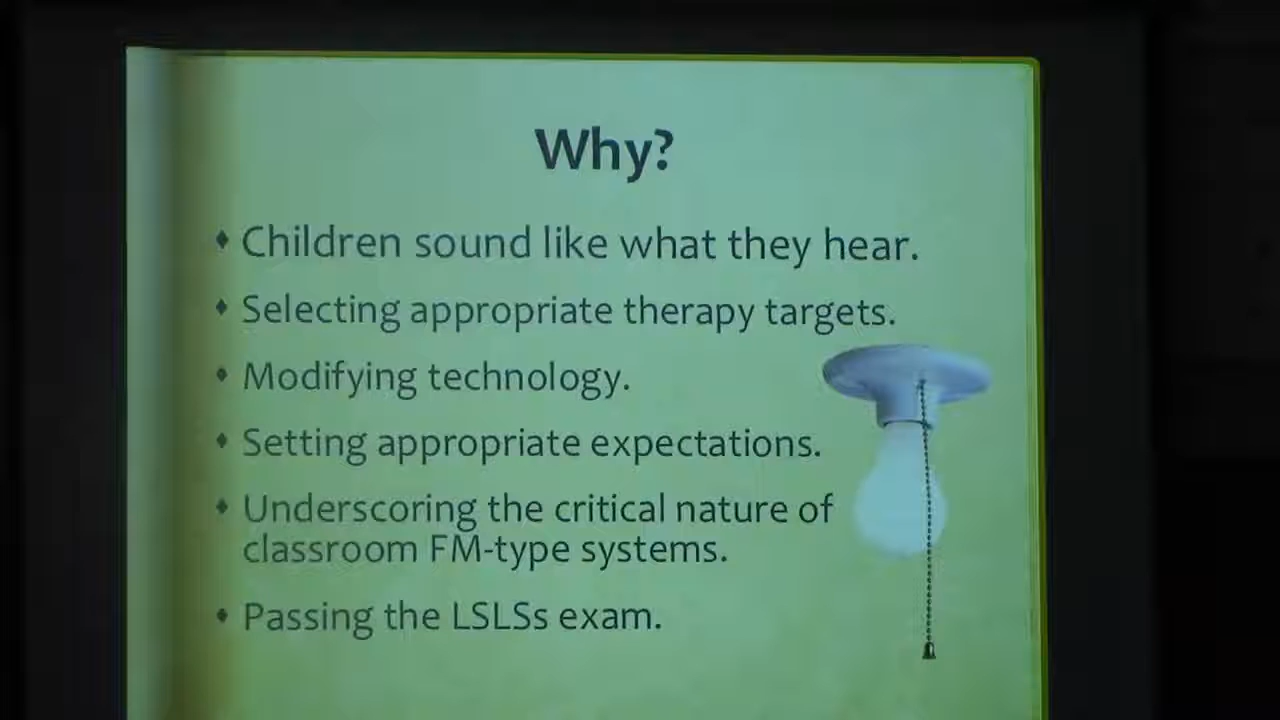 Why?
Children sound like what they hear.
Selecting appropriate therapy targets.
Modifying technology.
Setting appropriate expectations.
Underscoring the critical nature of
classroom FM-type systems.
Passing the LSLSs exam.